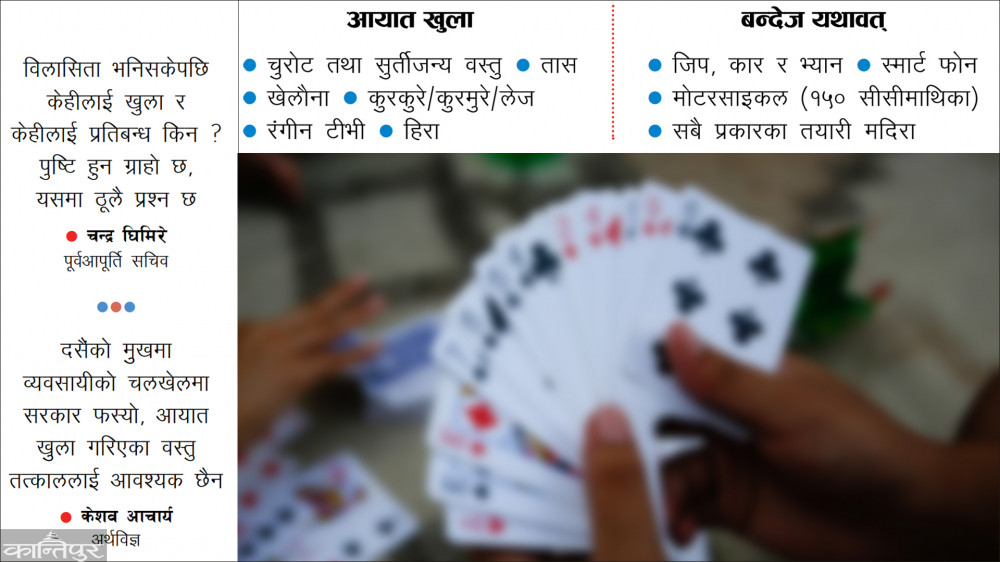 विलासिता भनिसकेपछि
केहीलाई खुला र
केहीलाई प्रतिबन्ध किन ?
पुष्टि हुन ग्राहो छ,
यसमा ठूलै प्रश्न छ
चन्द्र घिमिरे
पूर्वआपूर्ति सचिव
दसैंको मुखमा
व्यवसायीको चलखेलमा
सरकार फस्यो, आयात
खुला गरिएका वस्तु
तत्काललाई आवश्यक छैन
केशव आचार्य
अर्थविज्ञ
कान्तिपुर
आयात खुला
चुरोट तथा सुर्तीजन्य वस्तु तास
खेलौना कुरकुरे/कुरमुरे/लेज
रंगीन टीभी हिरा
बन्देज यथावत्
जिप, कार र भ्यान स्मार्ट फोन
मोटरसाइकल (१५० सीसीमाथिका)
सबै प्रकारका तयारी मदिरा